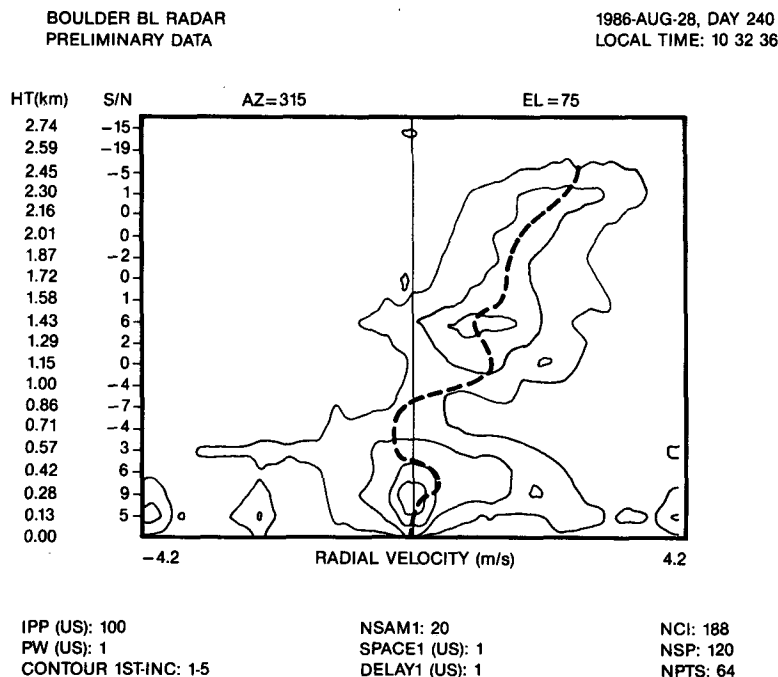 BOULDER BL RADAR
PRELIMINARY DATA
1986-AUG-28, DAY 240
LOCAL TIME: 10 32 36
HT(km) S/N AZ=315 EL=75
2.74 -15
2.59 -19
2.45 -5
2.30 1
2.16 0
2.01 0
1.87 -2
1.72 0
1.58 1
1.43 6
1.29 2
1.15 0
1.00 -4
0.86 -7
0.71 -4
0.57 3
0.42 6
0.28 9
0.13 5
0.00
-4.2 RADIAL VELOCITY (m/s) 4.2
IPP (US): 100
PW (US): 1
CONTOUR 1ST-INC: 1-5
NSAM1: 20
SPACE1 (US): 1
DELAY1 (US): 1
NCI: 188
NSP: 120
NPTS: 64